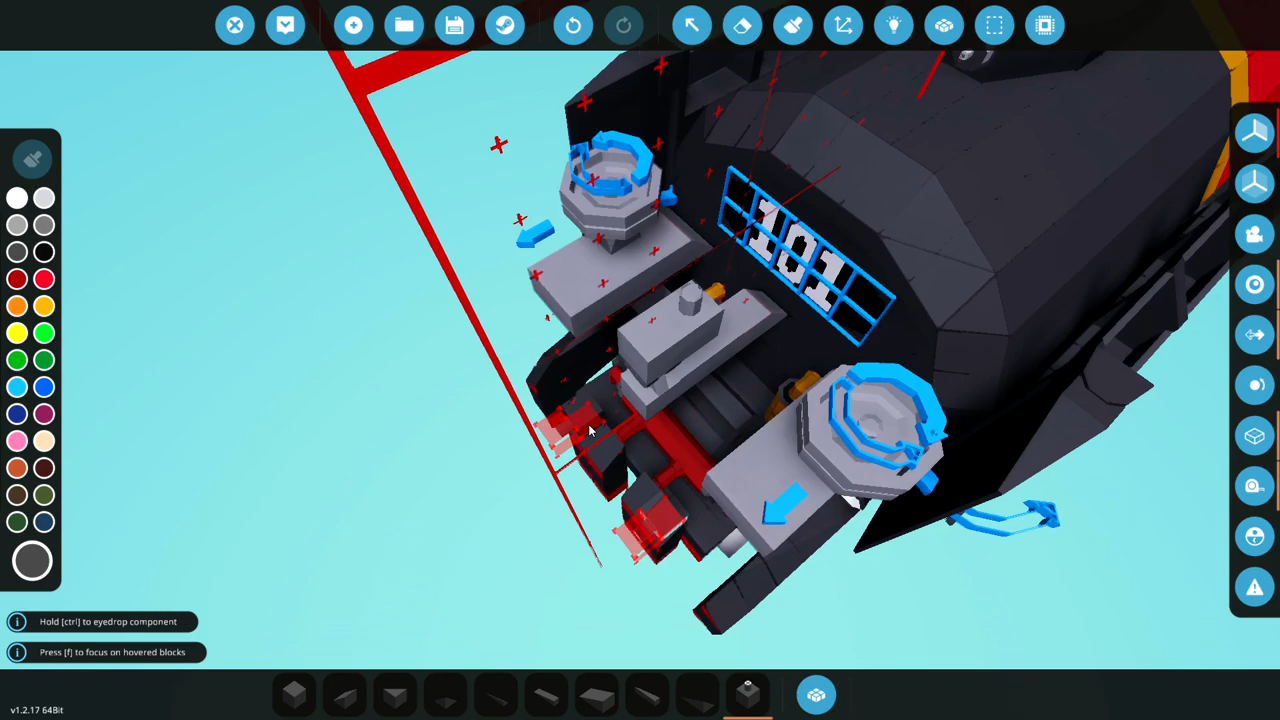 101
Hold [ctrl] to eyedrop component
Press [f] to focus on hovered blocks
v1.2.17 64Bit